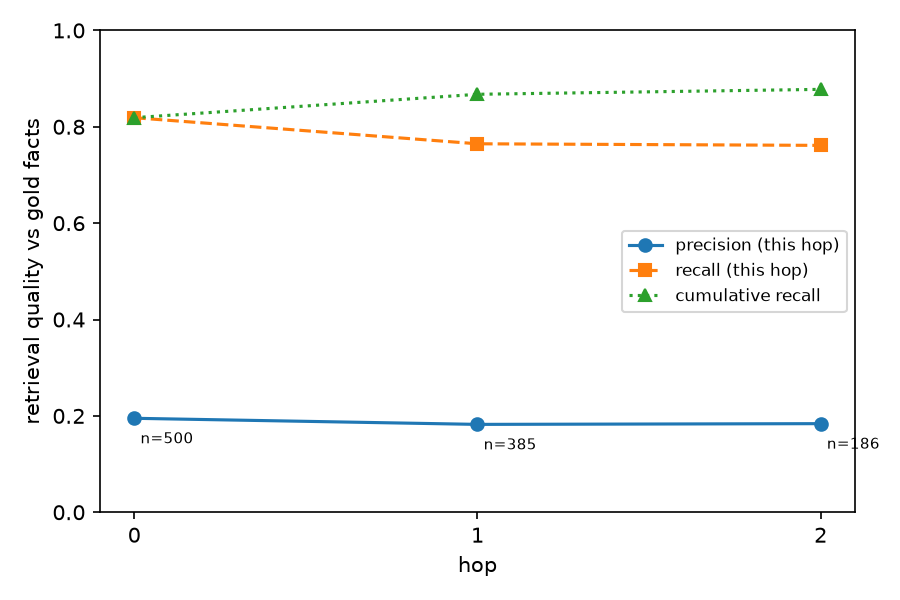 1.0
0.8
0.6
0.4
0.2
0.0
retrieval quality vs gold facts
precision (this hop)
recall (this hop)
cumulative recall
n=500
n=385
n=186
0
1
2
hop